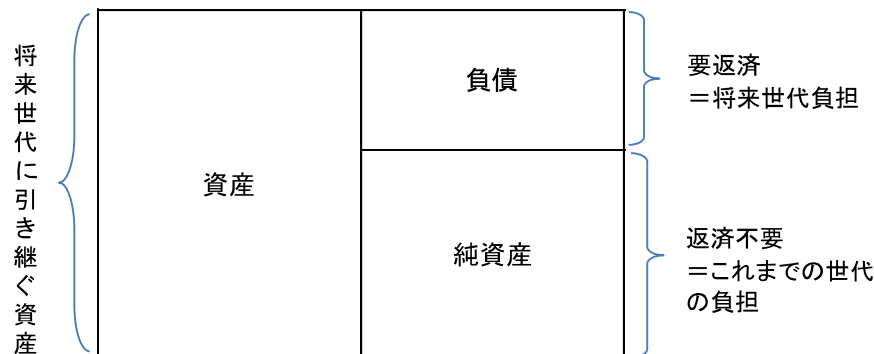 将来世代に引き継ぐ資産
資産
負債
純資産
要返済
＝将来世代負担
返済不要
＝これまでの世代
の負担